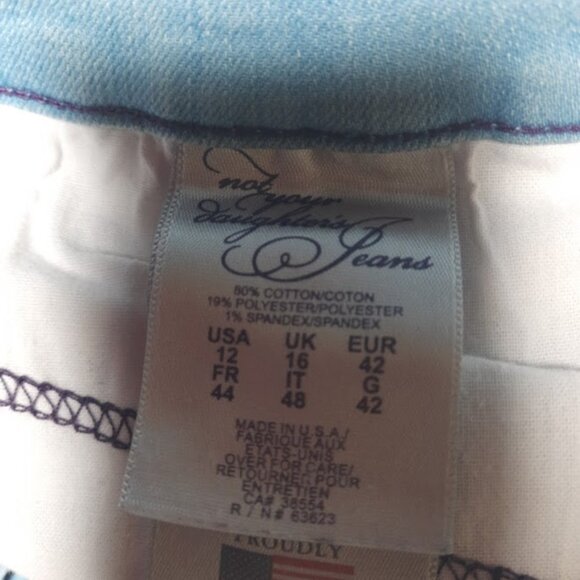 not your
daughter's Jeans
80% COTTON/COTON
19% POLYESTER/POLYESTER
1% SPANDEX/SPANDEX
USA UK EUR
12 16 42
FR IT G
44 48 42
MADE IN U.S.A./
FABRIQUE AUX
ETATS-UNIS
OVER FOR CARE/
RETOURNER POUR
ENTRETIEN
CA# 38554
R / N # 63623
PROUDLY